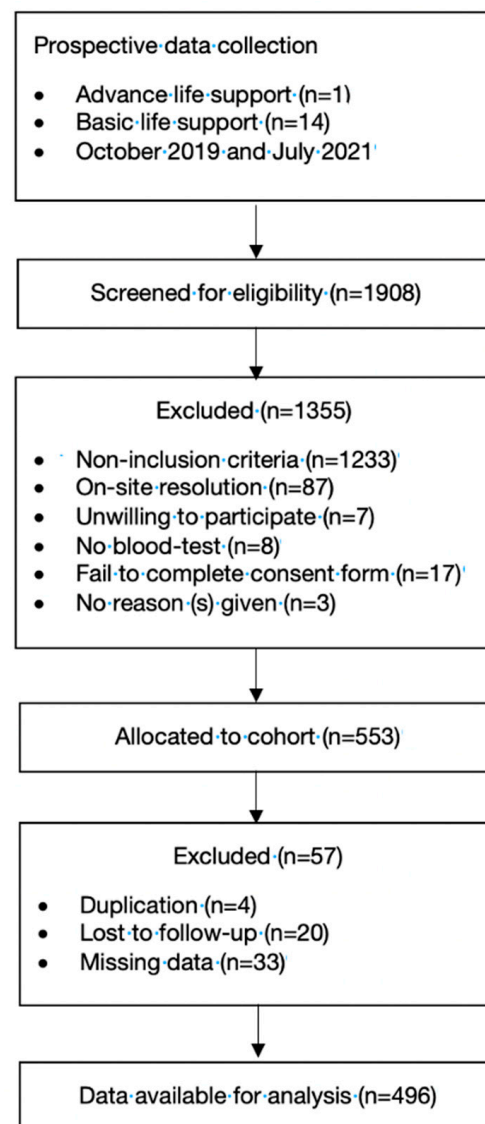 Prospective data collection
• Advance life support (n=1)
• Basic life support (n=14)
• October 2019 and July 2021
Screened for eligibility (n=1908)
Excluded (n=1355)
• Non-inclusion criteria (n=1233)
• On-site resolution (n=87)
• Unwilling to participate (n=7)
• No blood-test (n=8)
• Fail to complete consent form (n=17)
• No reason (s) given (n=3)
Allocated to cohort (n=553)
Excluded (n=57)
• Duplication (n=4)
• Lost to follow-up (n=20)
• Missing data (n=33)
Data available for analysis (n=496)